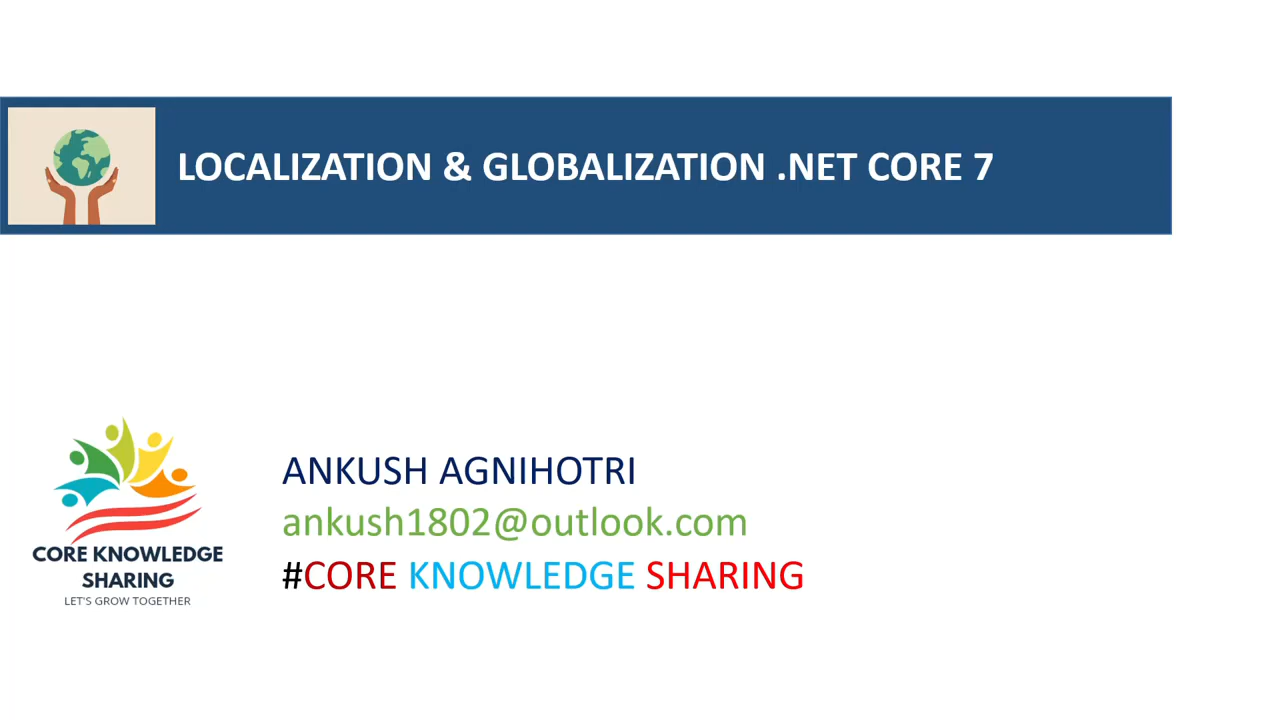 LOCALIZATION & GLOBALIZATION .NET CORE 7
ANKUSH AGNIHOTRI
ankush1802@outlook.com
#CORE KNOWLEDGE SHARING
CORE KNOWLEDGE
SHARING
LET'S GROW TOGETHER